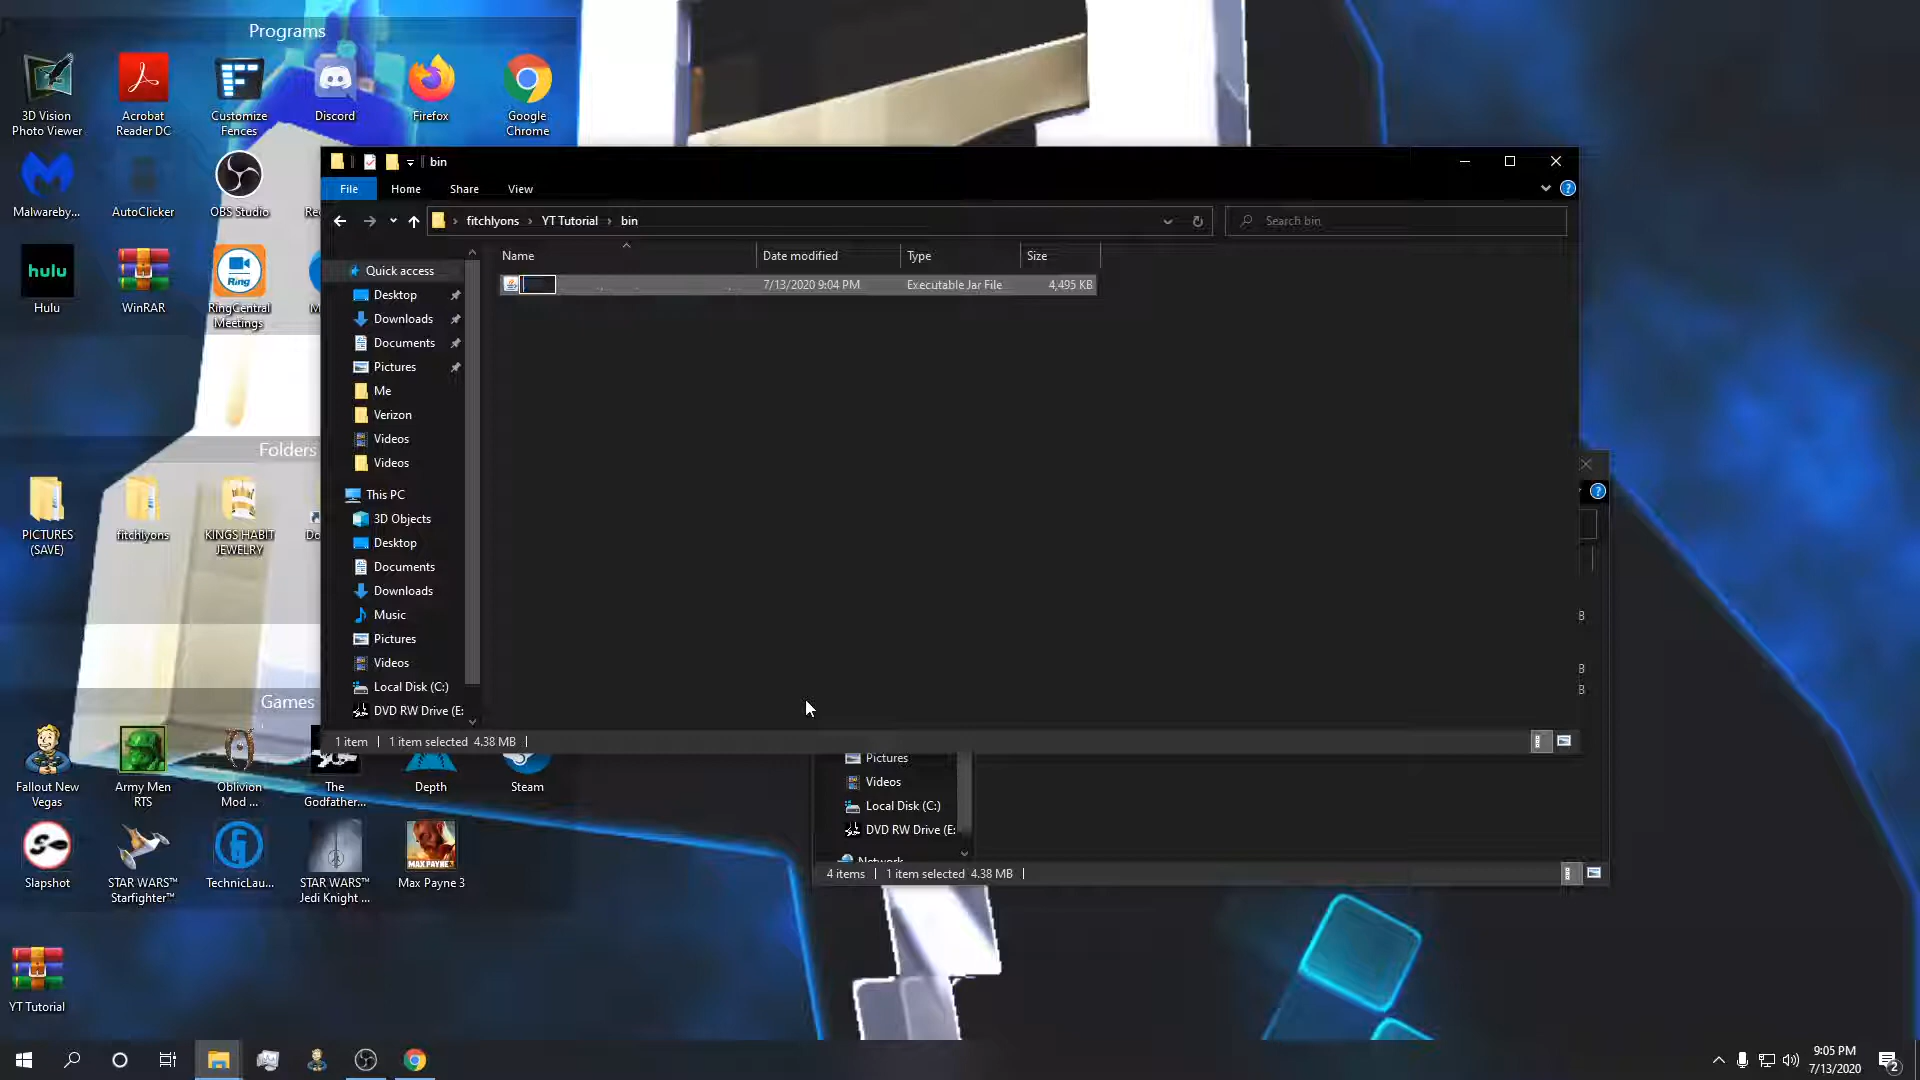 Programs
3D Vision Photo Viewer
Acrobat Reader DC
Customize Fences
Discord
Firefox
Google Chrome
Malwareby...
AutoClicker
OBS Studio
hulu
Hulu
WinRAR
Ring
RingCentral Meetings
Folders
PICTURES (SAVE)
fitchlyons
KINGS HABIT JEWELRY
Games
Fallout New Vegas
Army Men RTS
Oblivion Mod ...
The Godfather...
Depth
Steam
Slapshot
STAR WARS™ Starfighter™
TechnicLau...
STAR WARS™ Jedi Knight ...
MAX PAYNE 3
Max Payne 3
YT Tutorial
bin
File Home Share View
fitchlyons › YT Tutorial › bin
Search bin
Name Date modified Type Size
7/13/2020 9:04 PM Executable Jar File 4,495 KB
Quick access
Desktop
Downloads
Documents
Pictures
Me
Verizon
Videos
Videos
This PC
3D Objects
Desktop
Documents
Downloads
Music
Pictures
Videos
Local Disk (C:)
DVD RW Drive (E:
1 item 1 item selected 4.38 MB
B
B
B
Pictures
Videos
Local Disk (C:)
DVD RW Drive (E:
Network
4 items 1 item selected 4.38 MB
9:05 PM
7/13/2020
2